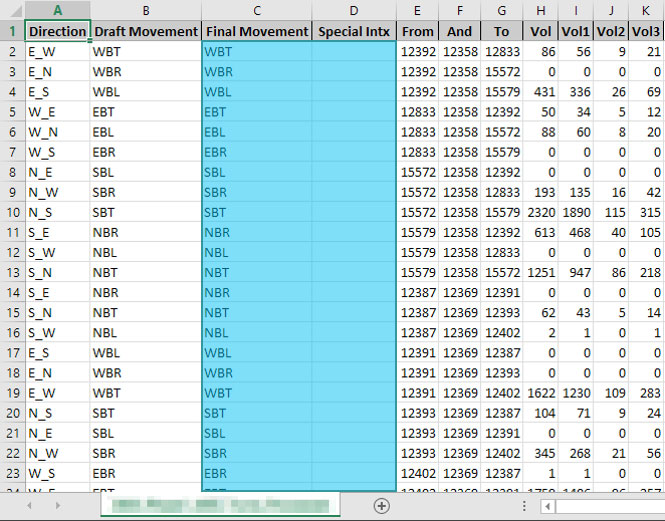 A B C D E F G H I J K
1 Direction Draft Movement Final Movement Special Intx From And To Vol Vol1 Vol2 Vol3
2 E_W WBT WBT 12392 12358 12833 86 56 9 21
3 E_N WBR WBR 12392 12358 15572 0 0 0 0
4 E_S WBL WBL 12392 12358 15579 431 336 26 69
5 W_E EBT EBT 12833 12358 12392 50 34 5 12
6 W_N EBL EBL 12833 12358 15572 88 60 8 20
7 W_S EBR EBR 12833 12358 15579 0 0 0 0
8 N_E SBL SBL 15572 12358 12392 0 0 0 0
9 N_W SBR SBR 15572 12358 12833 193 135 16 42
10 N_S SBT SBT 15572 12358 15579 2320 1890 115 315
11 S_E NBR NBR 15579 12358 12392 613 468 40 105
12 S_W NBL NBL 15579 12358 12833 0 0 0 0
13 S_N NBT NBT 15579 12358 15572 1251 947 86 218
14 S_E NBR NBR 12387 12369 12391 0 0 0 0
15 S_N NBT NBT 12387 12369 12393 62 43 5 14
16 S_W NBL NBL 12387 12369 12402 2 1 0 1
17 E_S WBL WBL 12391 12369 12387 0 0 0 0
18 E_N WBR WBR 12391 12369 12393 0 0 0 0
19 E_W WBT WBT 12391 12369 12402 1622 1230 109 283
20 N_S SBT SBT 12393 12369 12387 104 71 9 24
21 N_E SBL SBL 12393 12369 12391 0 0 0 0
22 N_W SBR SBR 12393 12369 12402 345 268 21 56
23 W_S EBR EBR 12402 12369 12387 1 1 0 0